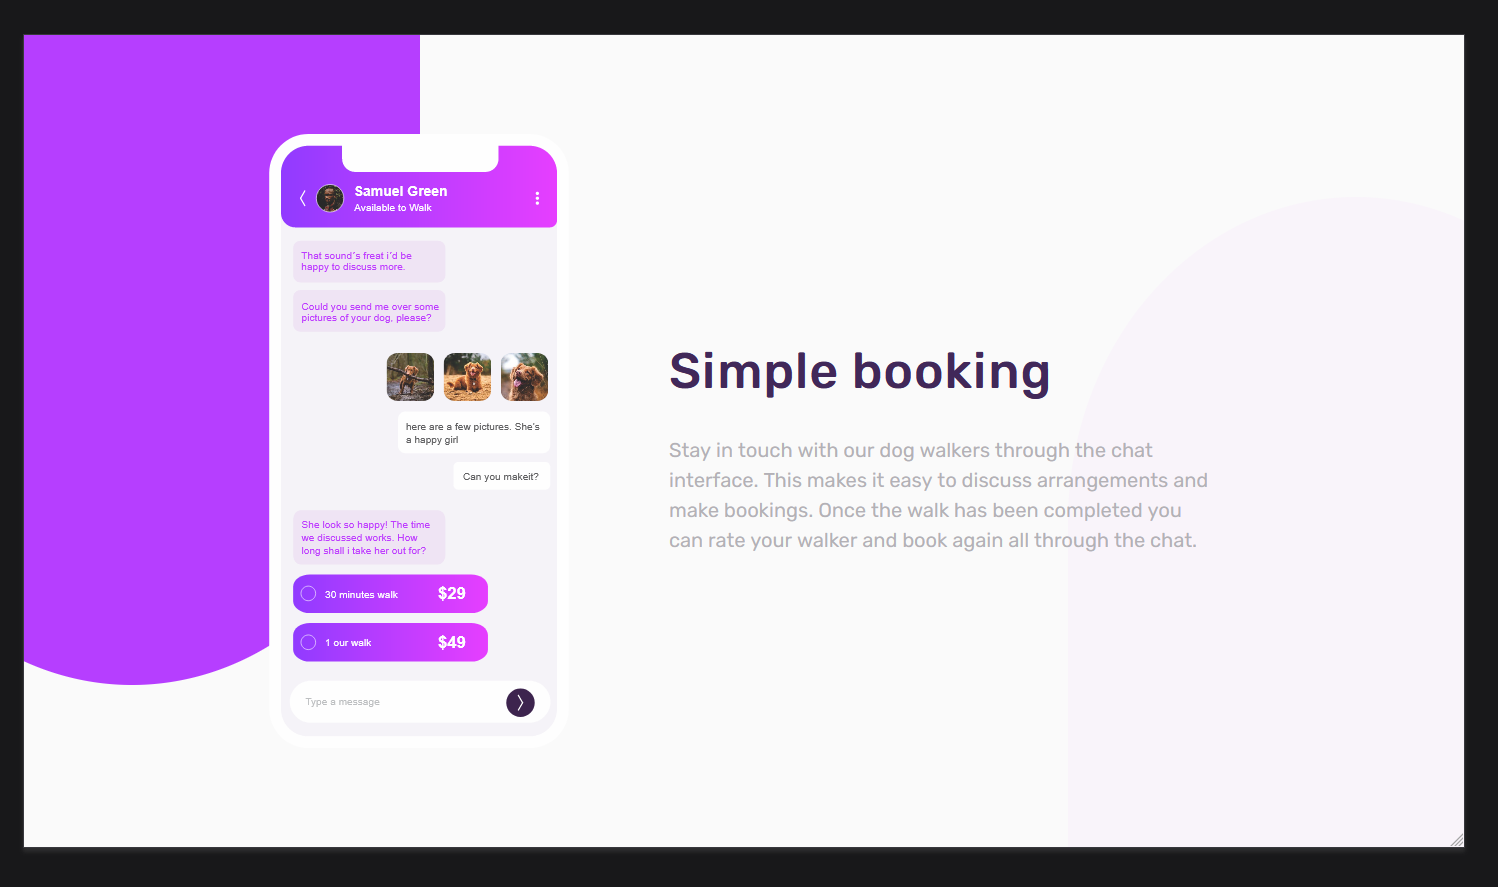 Samuel Green
Available to Walk
That sound's freat i'd be
happy to discuss more.
Could you send me over some
pictures of your dog, please?
here are a few pictures. She's
a happy girl
Can you makeit?
She look so happy! The time
we discussed works. How
long shall i take her out for?
30 minutes walk $29
1 our walk $49
Type a message
Simple booking
Stay in touch with our dog walkers through the chat
interface. This makes it easy to discuss arrangements and
make bookings. Once the walk has been completed you
can rate your walker and book again all through the chat.